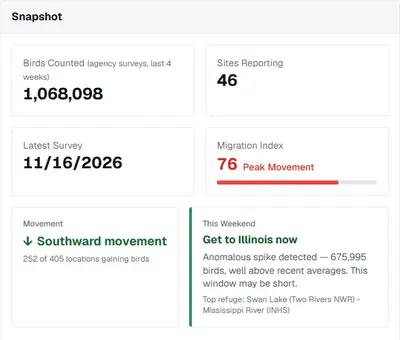 Snapshot
Birds Counted (agency surveys, last 4
weeks)
1,068,098
Sites Reporting
46
Latest Survey
11/16/2026
Migration Index
76 Peak Movement
Movement
↓ Southward movement
252 of 405 locations gaining birds
This Weekend
Get to Illinois now
Anomalous spike detected — 675,995
birds, well above recent averages. This
window may be short.
Top refuge: Swan Lake (Two Rivers NWR) -
Mississippi River (INHS)